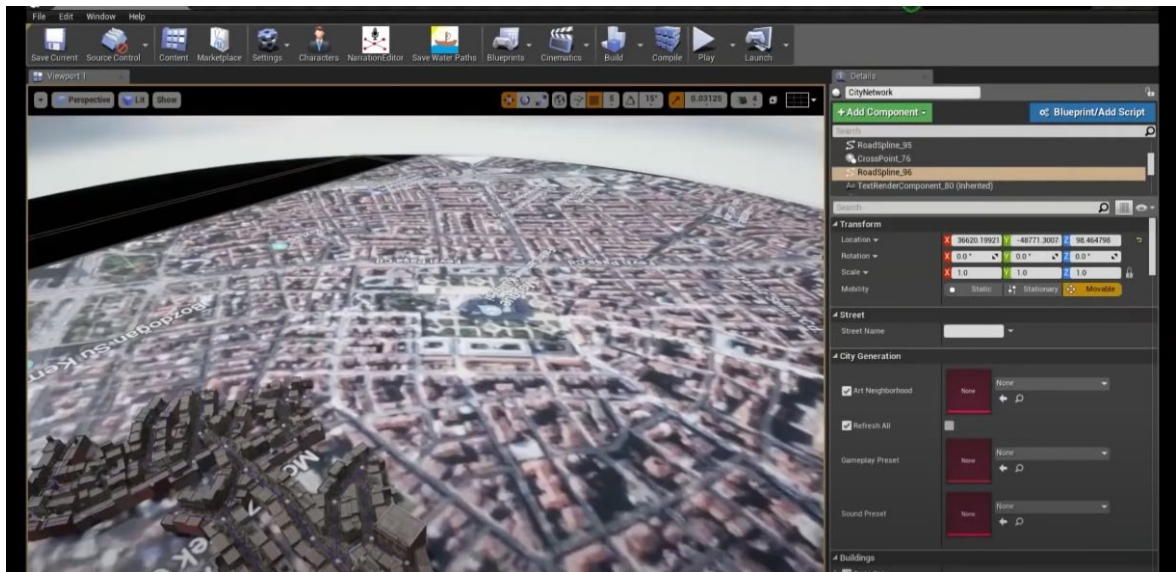 File Edit Window Help
Save Current Source Control Content Marketplace Settings Characters NarrationEditor Save Water Paths Blueprints Cinematics Build Compile Play Launch
Viewport 1
Perspective Lit Show
5 15° 0.03125 4
Bozdoğan-Su Kem
Details
CityNetwork
+ Add Component
Blueprint/Add Script
Search
RoadSpline_95
CrossPoint_76
RoadSpline_96
TextRenderComponent_80 (Inherited)
Search
Transform
Location X 36620.19921 Y -48771.3007 Z 98.464798
Rotation X 0.0° Y 0.0° Z 0.0°
Scale X 1.0 Y 1.0 Z 1.0
Mobility Static Stationary Movable
Street
Street Name
City Generation
Art Neighborhood None None
Refresh All
Gameplay Preset None None
Sound Preset None None
Buildings